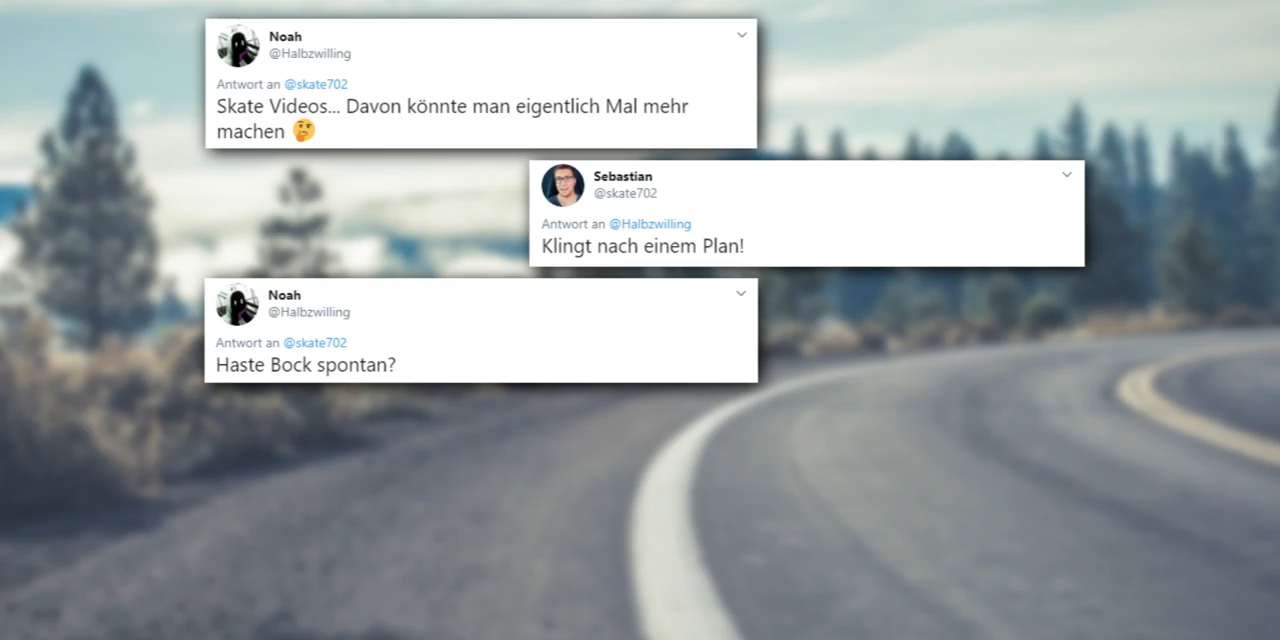 Noah
@Halbzwilling
Antwort an @skate702
Skate Videos... Davon könnte man eigentlich Mal mehr
machen 🤔
Sebastian
@skate702
Antwort an @Halbzwilling
Klingt nach einem Plan!
Noah
@Halbzwilling
Antwort an @skate702
Haste Bock spontan?